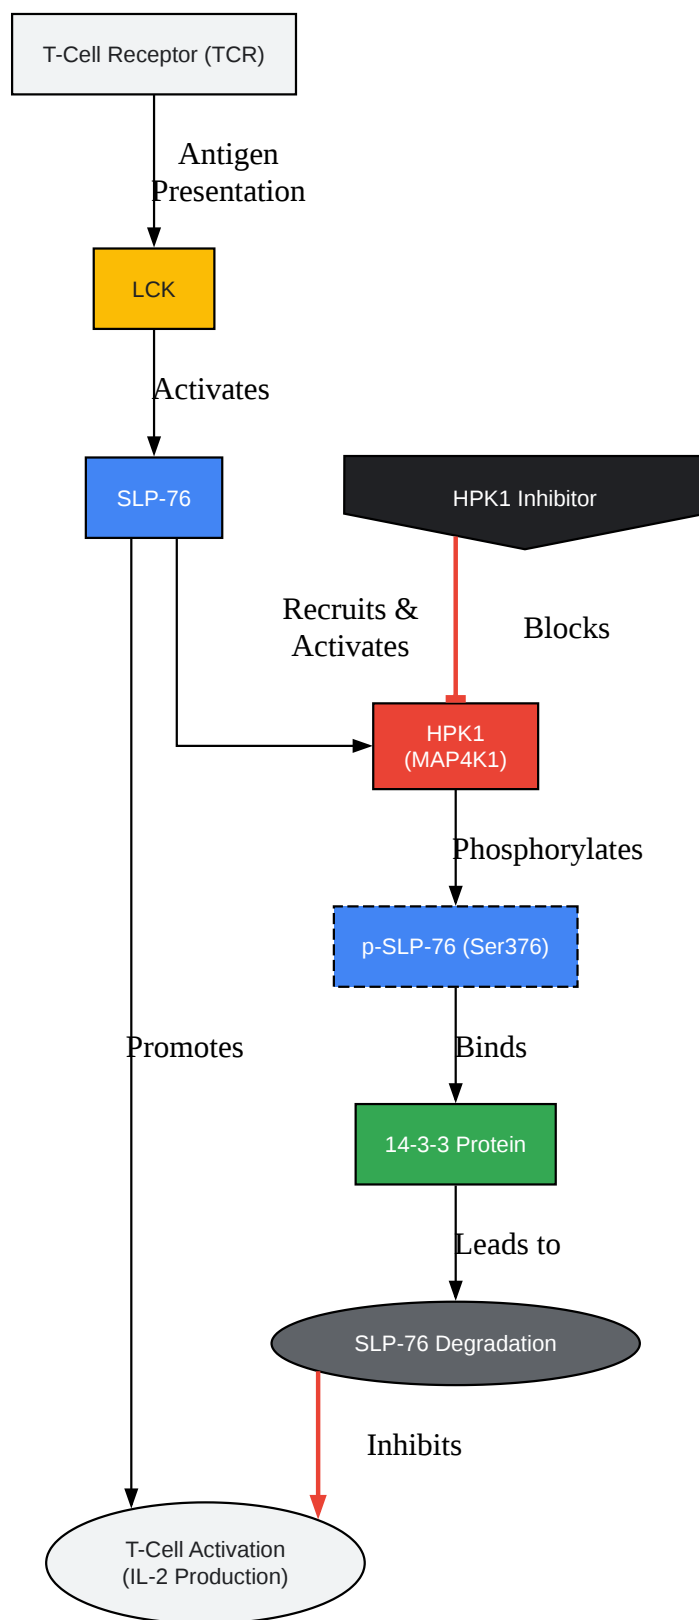 T-Cell Receptor (TCR)
Antigen
Presentation
LCK
Activates
SLP-76
HPK1 Inhibitor
Recruits &
Activates
Blocks
HPK1
(MAP4K1)
Phosphorylates
p-SLP-76 (Ser376)
Promotes
Binds
14-3-3 Protein
Leads to
SLP-76 Degradation
Inhibits
T-Cell Activation
(IL-2 Production)